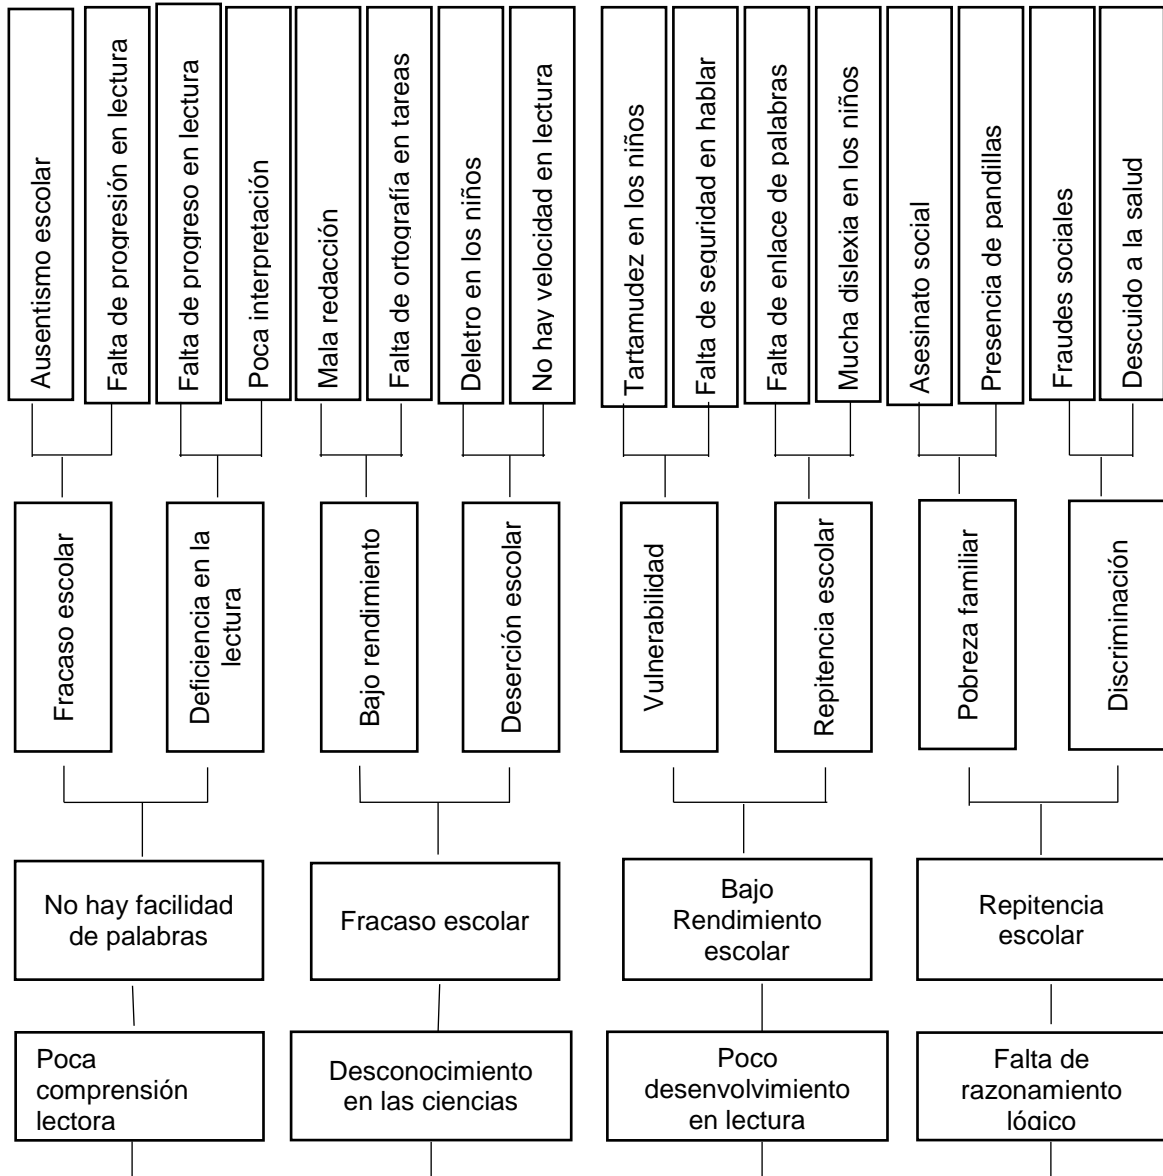 Ausentismo escolar
Falta de progresión en lectura
Falta de progreso en lectura
Poca interpretación
Mala redacción
Falta de ortografía en tareas
Deletro en los niños
No hay velocidad en lectura
Tartamudez en los niños
Falta de seguridad en hablar
Falta de enlace de palabras
Mucha dislexia en los niños
Asesinato social
Presencia de pandillas
Fraudes sociales
Descuido a la salud
Fracaso escolar
Deficiencia en la
lectura
Bajo rendimiento
Deserción escolar
Vulnerabilidad
Repitencia escolar
Pobreza familiar
Discriminación
No hay facilidad
de palabras
Fracaso escolar
Bajo
Rendimiento
escolar
Repitencia
escolar
Poca
comprensión
lectora
Desconocimiento
en las ciencias
Poco
desenvolvimiento
en lectura
Falta de
razonamiento
lógico